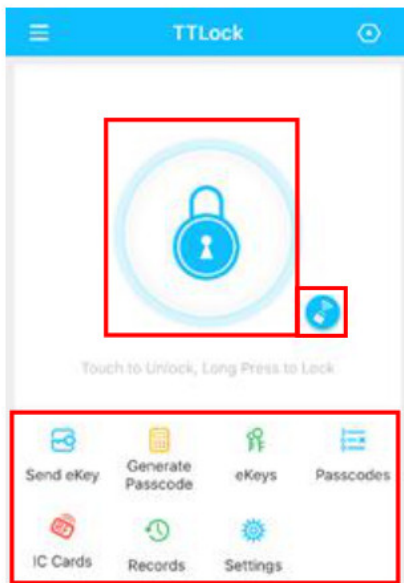 TTLock
Touch to Unlock, Long Press to Lock
Send eKey
Generate
Passcode
eKeys
Passcodes
IC Cards
Records
Settings